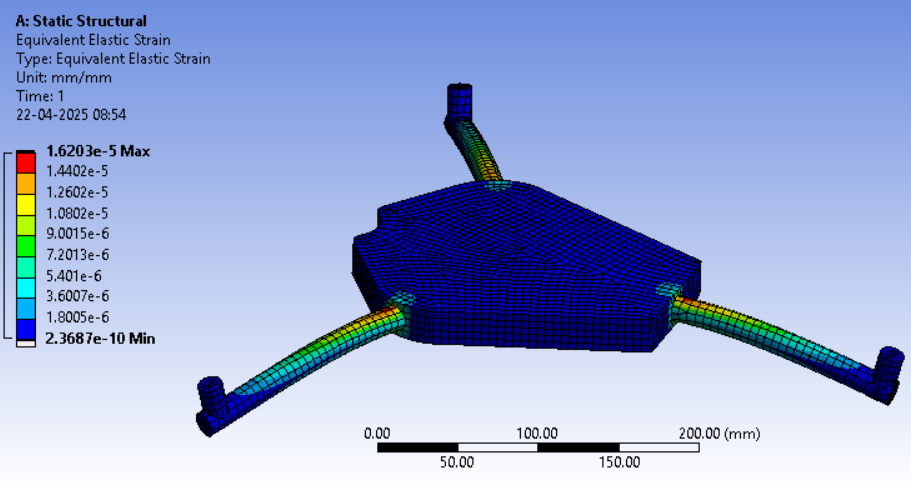 A: Static Structural
Equivalent Elastic Strain
Type: Equivalent Elastic Strain
Unit: mm/mm
Time: 1
22-04-2025 08:54
1.6203e-5 Max
1.4402e-5
1.2602e-5
1.0802e-5
9.0015e-6
7.2013e-6
5.401e-6
3.6007e-6
1.8005e-6
2.3687e-10 Min
0.00 100.00 200.00 (mm)
50.00 150.00